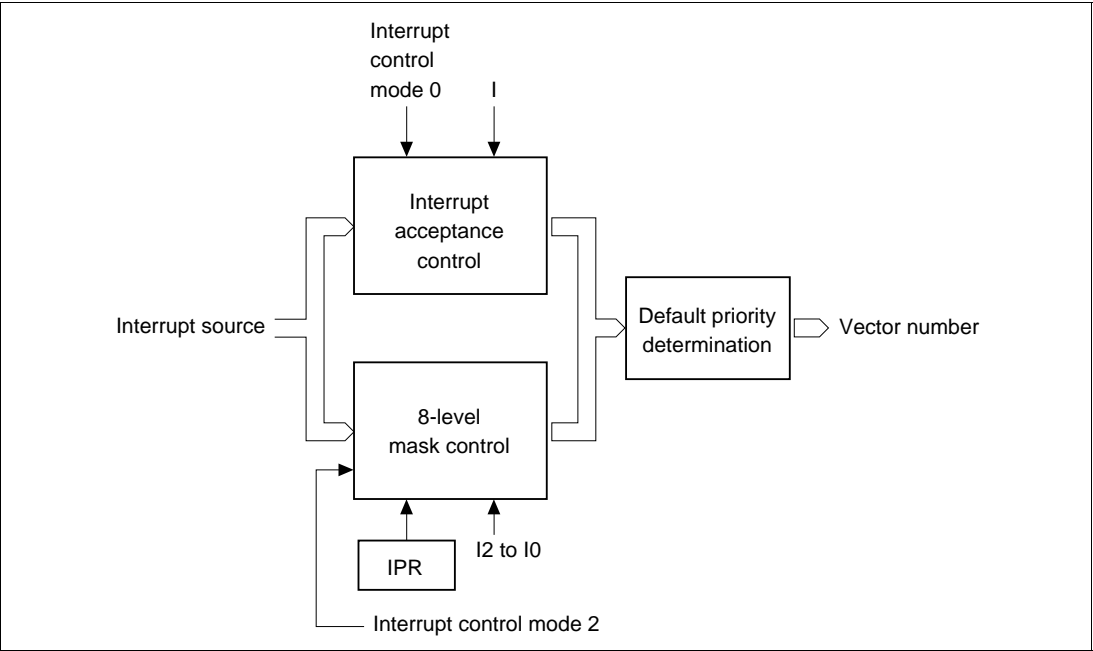 Interrupt
control
mode 0
I
Interrupt
acceptance
control
Interrupt source
Default priority
determination
Vector number
8-level
mask control
I2 to I0
IPR
Interrupt control mode 2